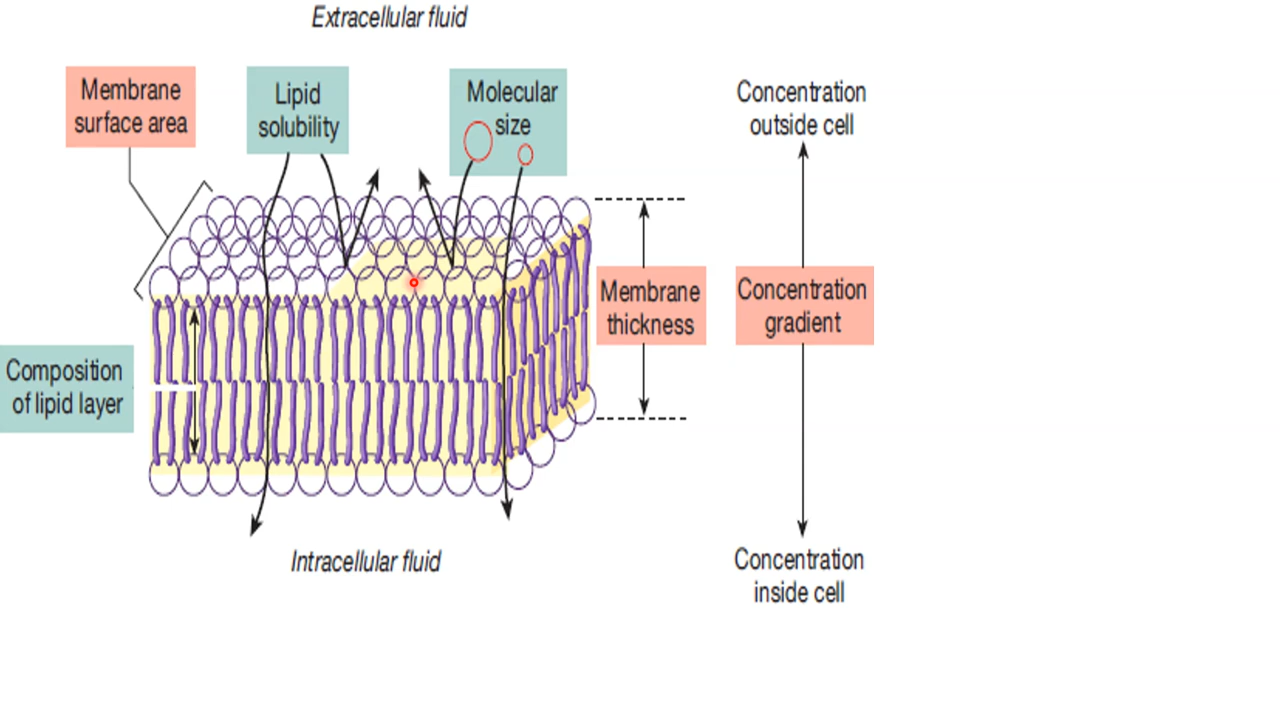 Extracellular fluid
Membrane
surface area
Lipid
solubility
Molecular
size
Concentration
outside cell
Membrane
thickness
Concentration
gradient
Composition
of lipid layer
Intracellular fluid
Concentration
inside cell